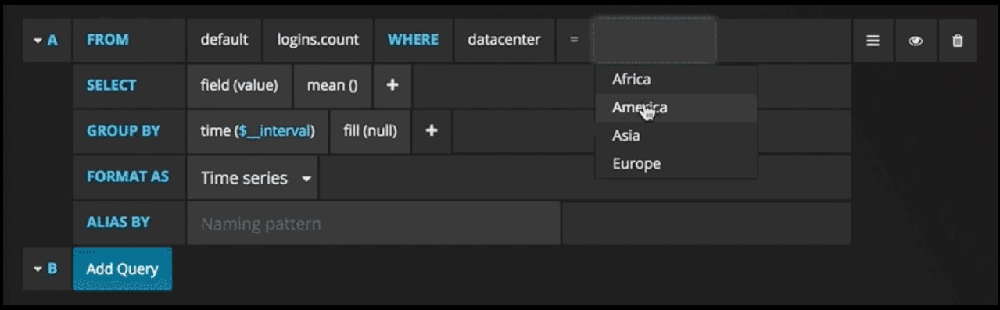 A FROM default logins.count WHERE datacenter =
Africa
SELECT field (value) mean () +
America
GROUP BY time ($__interval) fill (null) +
Asia
Europe
FORMAT AS Time series
ALIAS BY Naming pattern
B Add Query